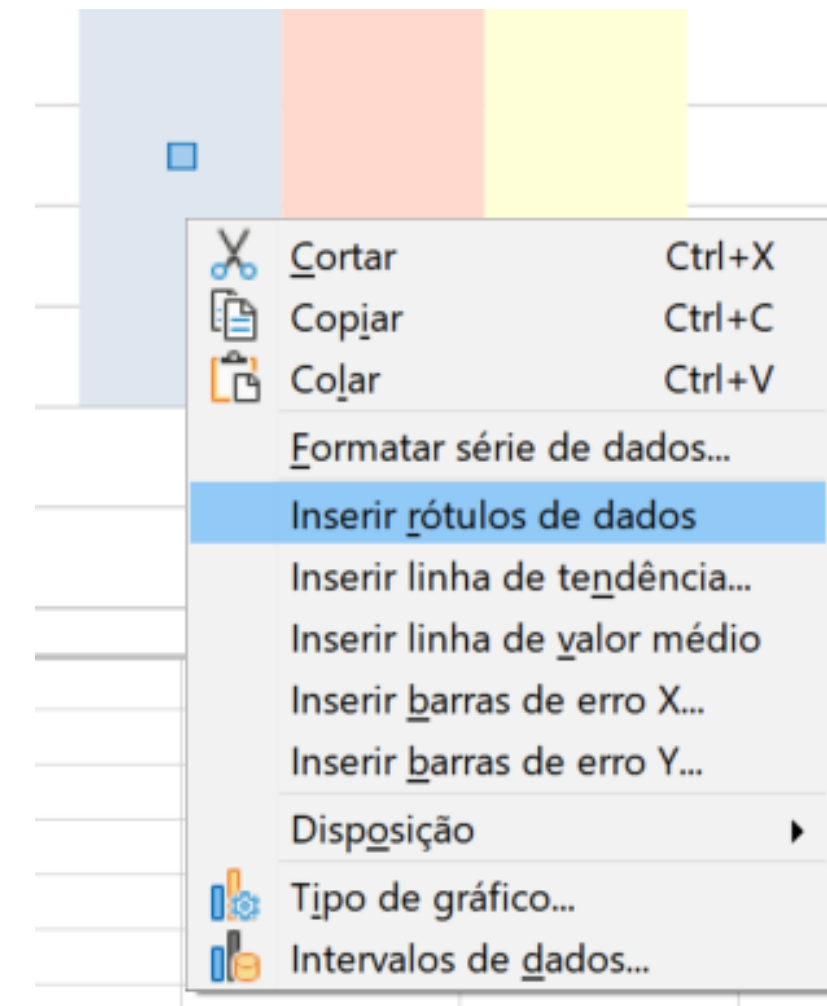 Cortar Ctrl+X
Copiar Ctrl+C
Colar Ctrl+V
Formatar série de dados...
Inserir rótulos de dados
Inserir linha de tendência...
Inserir linha de valor médio
Inserir barras de erro X...
Inserir barras de erro Y...
Disposição
Tipo de gráfico...
Intervalos de dados...